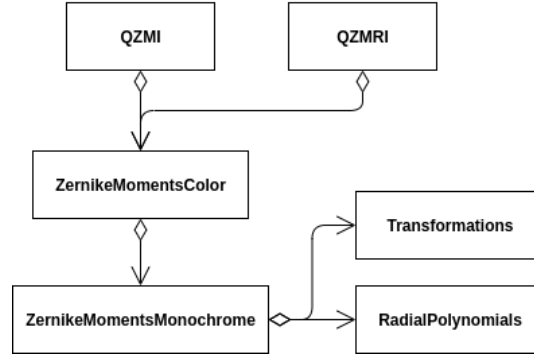 QZMI
QZMRI
ZernikeMomentsColor
Transformations
ZernikeMomentsMonochrome
RadialPolynomials